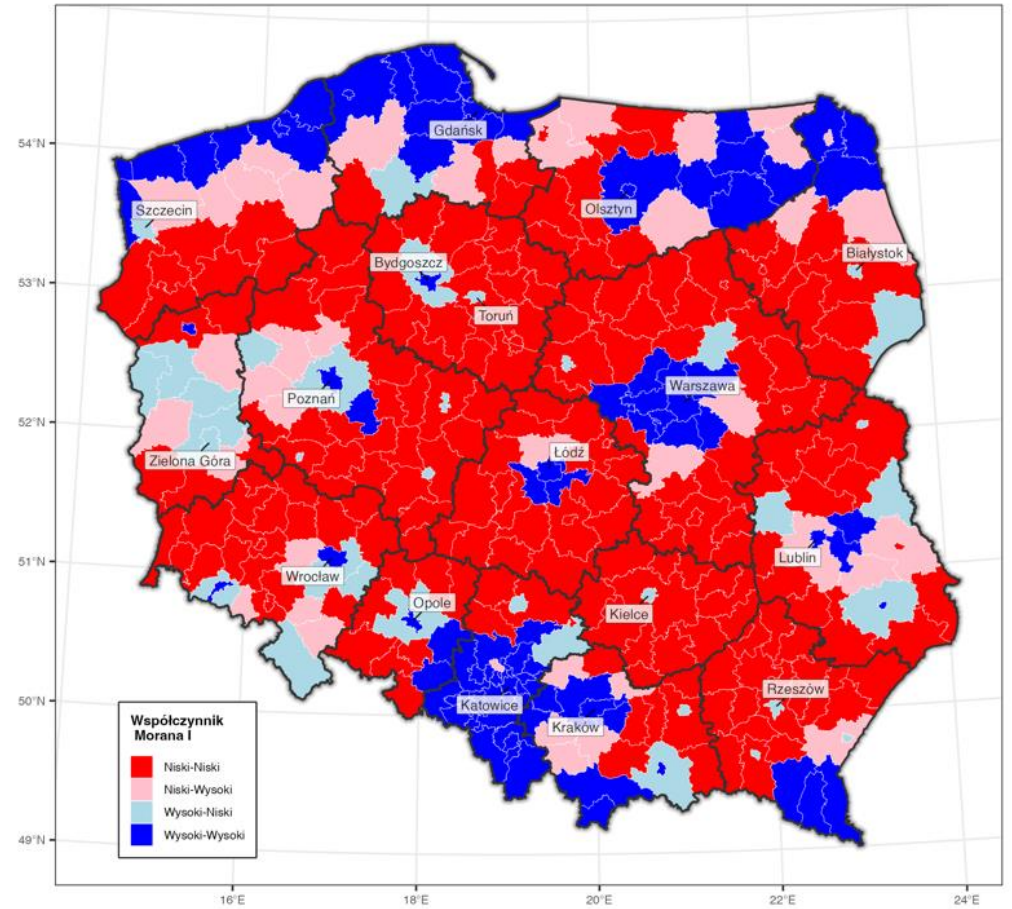 54°N
Gdańsk
Szczecin
Olsztyn
Białystok
53°N
Bydgoszcz
Toruń
Warszawa
Poznań
52°N
Zielona Góra
Łódź
51°N
Lublin
Wrocław
Opole
Kielce
50°N
Katowice
Kraków
Rzeszów
Współczynnik
Morana I
Niski-Niski
Niski-Wysoki
Wysoki-Niski
Wysoki-Wysoki
49°N
16°E
18°E
20°E
22°E
24°E